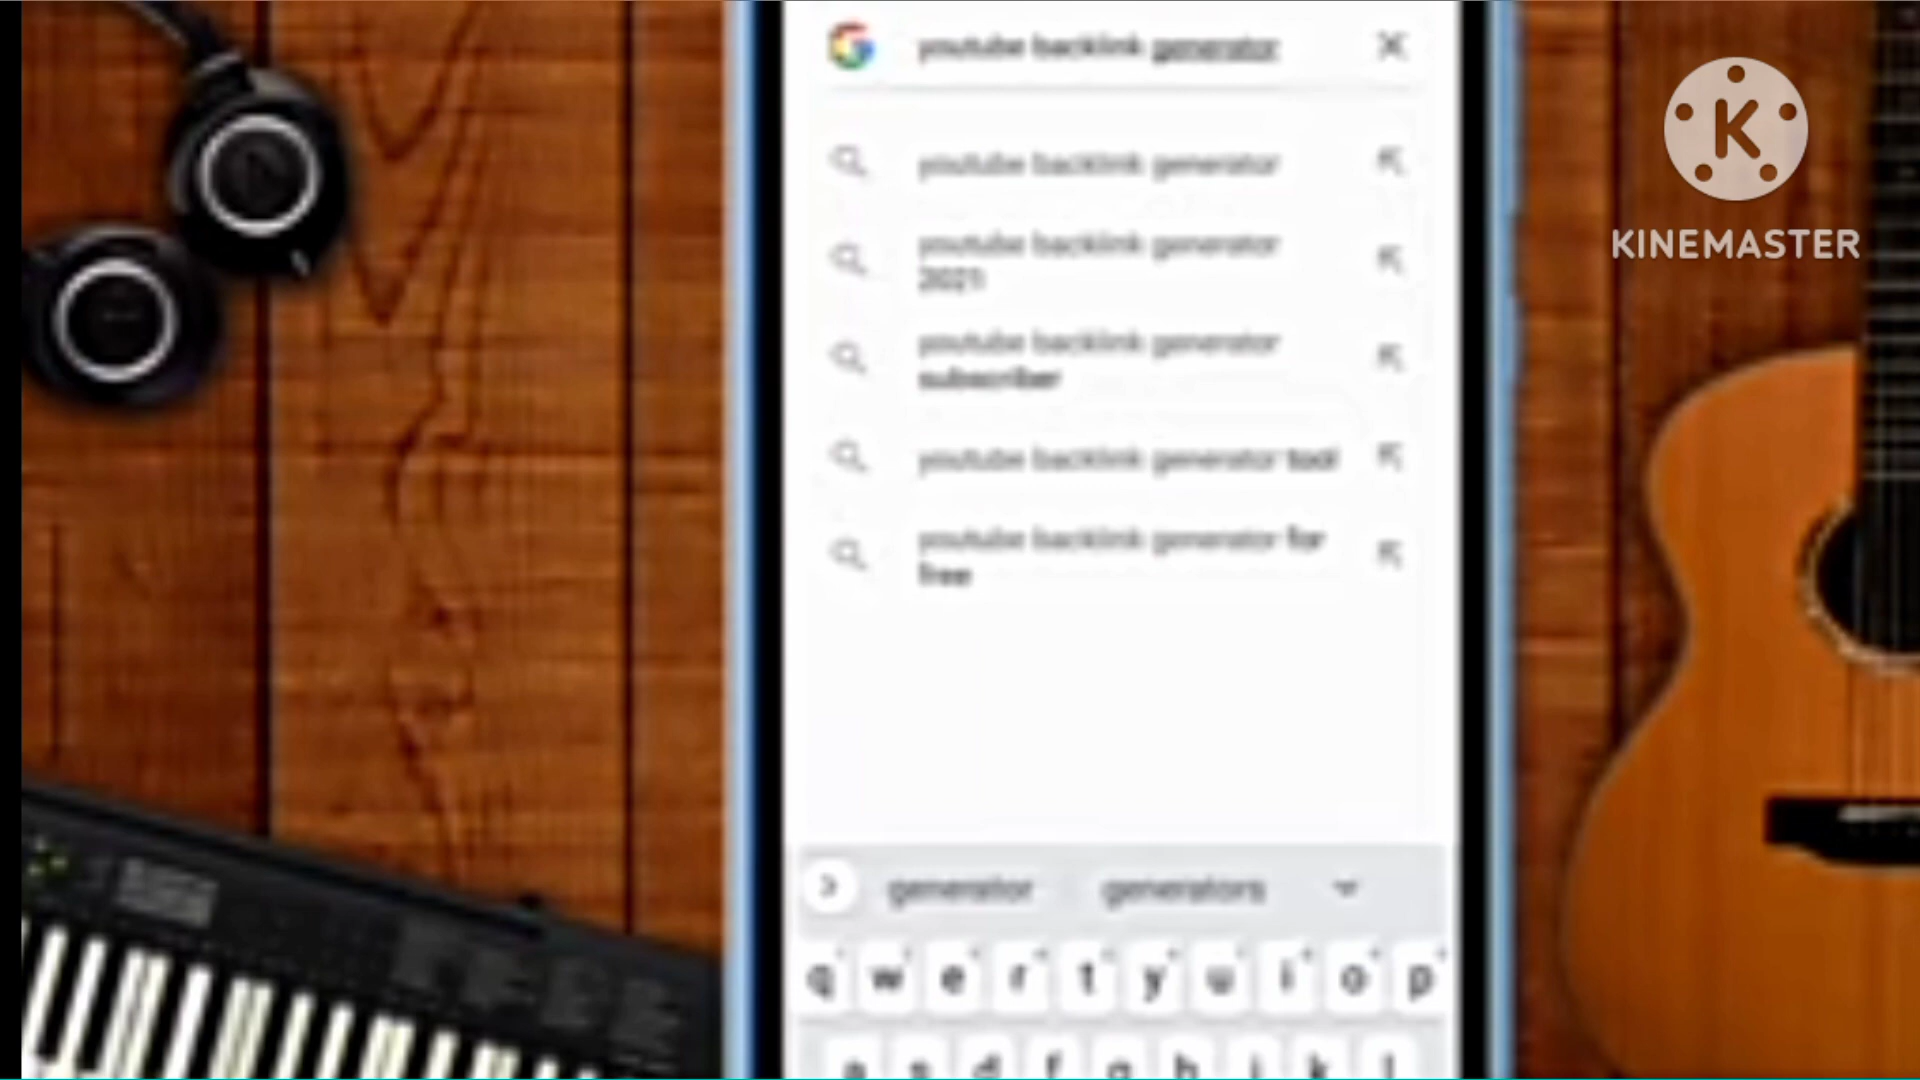 youtube backlink generator
youtube backlink generator
youtube backlink generator
2021
youtube backlink generator
subscriber
youtube backlink generator tool
youtube backlink generator for
free
K
KINEMASTER
generator generators
q w e r t y u i o p
a s d f g h j k l